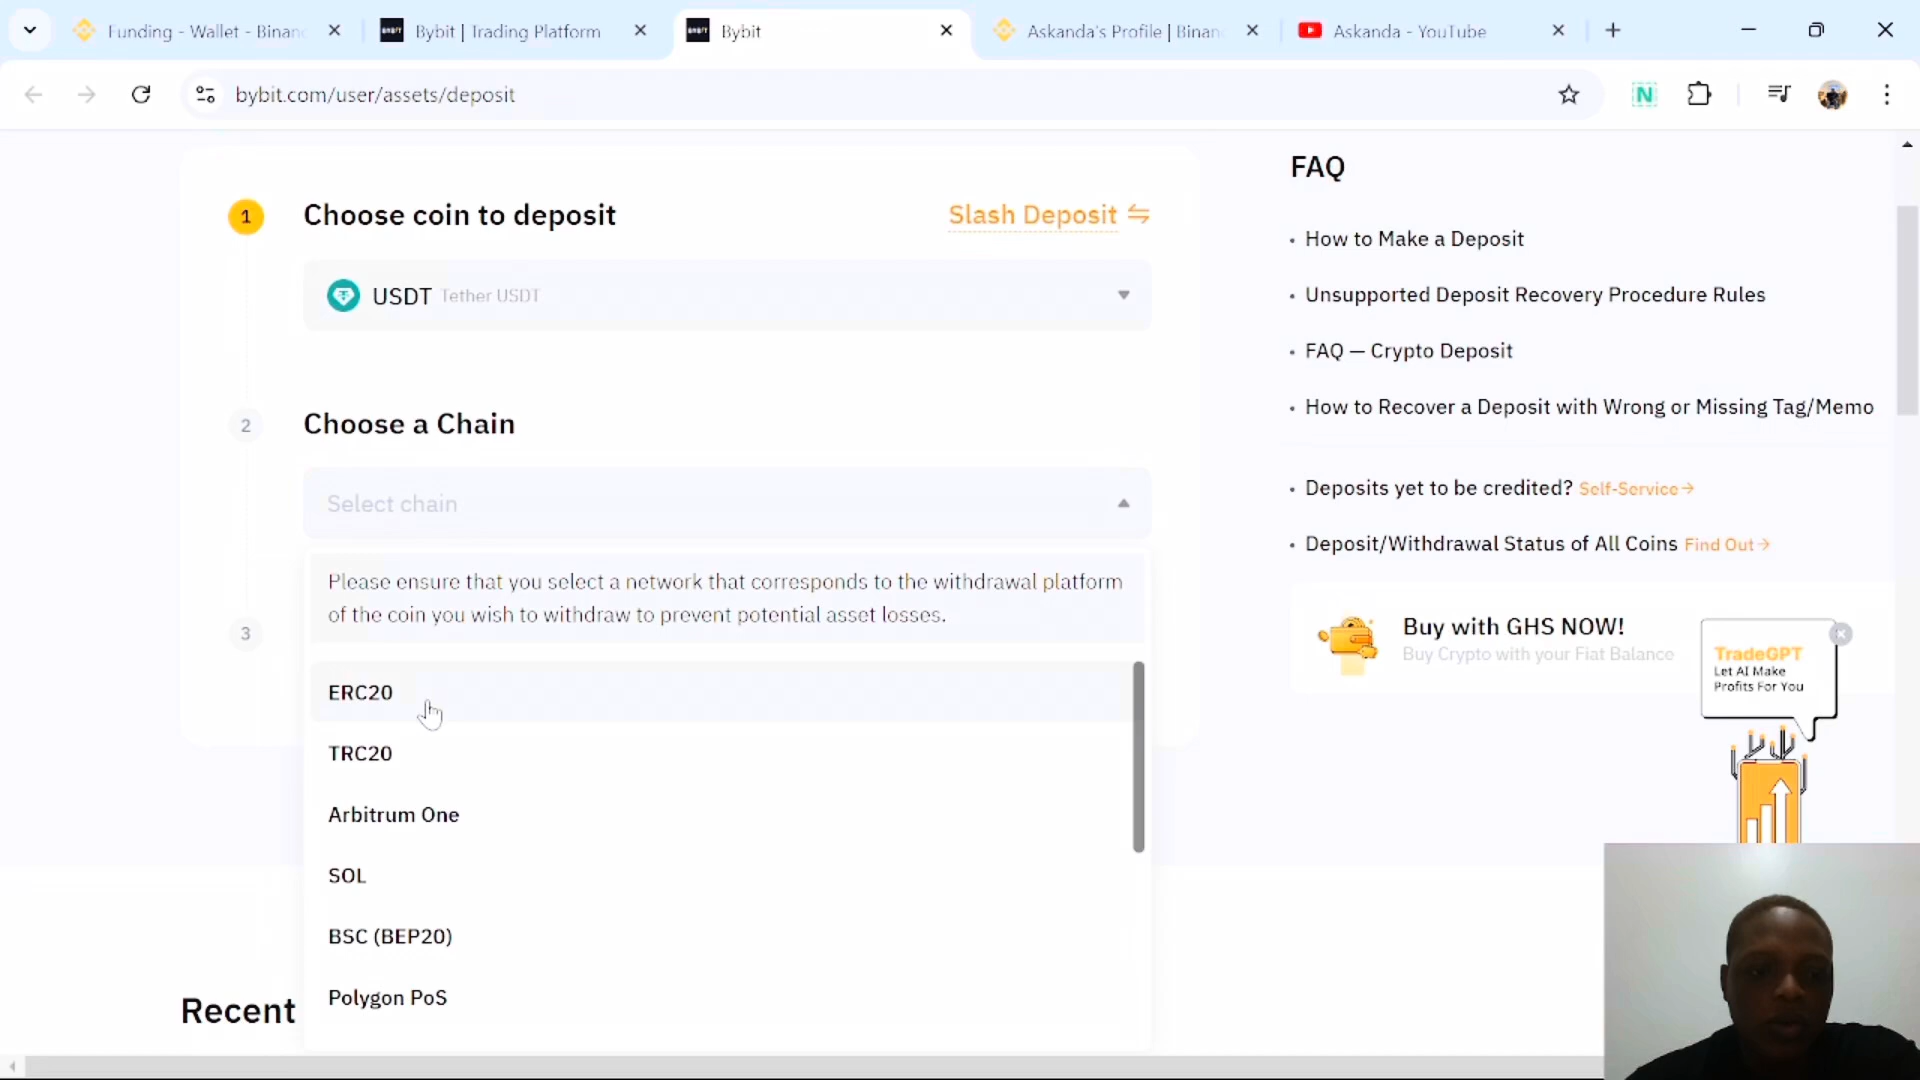 Funding - Wallet - Binanc
Bybit | Trading Platform
Bybit
Askanda's Profile | Binan
Askanda - YouTube
bybit.com/user/assets/deposit
FAQ
1
Choose coin to deposit
Slash Deposit
USDT Tether USDT
2
Choose a Chain
Select chain
Please ensure that you select a network that corresponds to the withdrawal platform
of the coin you wish to withdraw to prevent potential asset losses.
3
ERC20
TRC20
Arbitrum One
SOL
BSC (BEP20)
Polygon PoS
Recent
• How to Make a Deposit
• Unsupported Deposit Recovery Procedure Rules
• FAQ — Crypto Deposit
• How to Recover a Deposit with Wrong or Missing Tag/Memo
• Deposits yet to be credited? Self-Service→
• Deposit/Withdrawal Status of All Coins Find Out→
Buy with GHS NOW!
Buy Crypto with your Fiat Balance
TradeGPT
Let AI Make
Profits For You